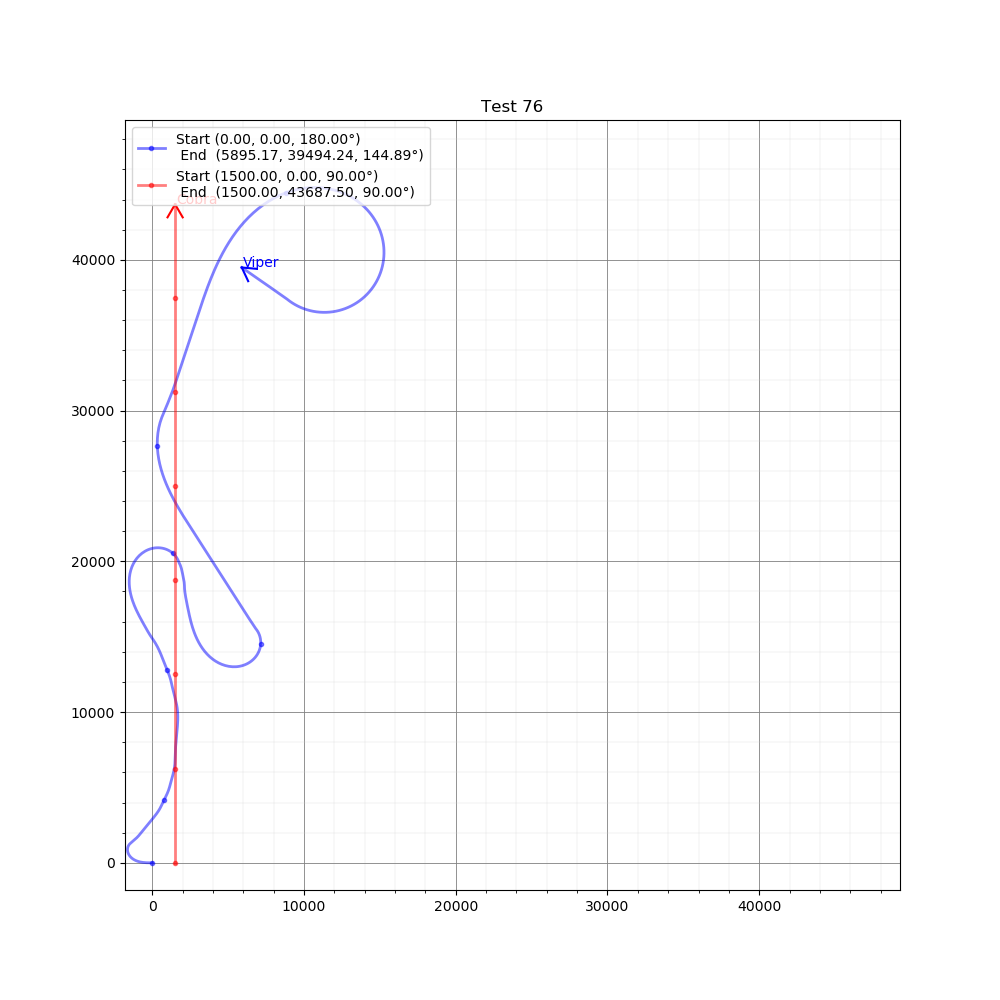 Test 76
Start (0.00, 0.00, 180.00°)
End  (5895.17, 39494.24, 144.89°)
Start (1500.00, 0.00, 90.00°)
End  (1500.00, 43687.50, 90.00°)
Cobra
Viper
40000
30000
20000
10000
0
0
10000
20000
30000
40000